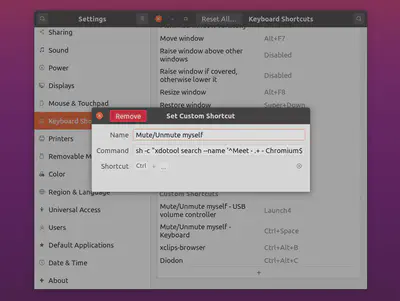 Settings
Reset All...
Keyboard Shortcuts
Sharing
Sound
Power
Displays
Mouse & Touchpad
Keyboard Sho
Printers
Removable M
Color
Region & Language
Universal Access
Users
Default Applications
Date & Time
About
Move window
Alt+F7
Raise window above other
windows
Disabled
Raise window if covered,
otherwise lower it
Disabled
Resize window
Alt+F8
Restore window
Super+Down
Remove
Set Custom Shortcut
Name
Mute/Unmute myself
Command
sh -c "xdotool search --name '^Meet - .+ - Chromium$
Shortcut
Ctrl + ...
Custom Shortcuts
Mute/Unmute myself - USB
volume controller
Launch4
Mute/Unmute myself -
Keyboard
Ctrl+Space
xclips-browser
Ctrl+Alt+B
Diodon
Ctrl+Alt+C
+